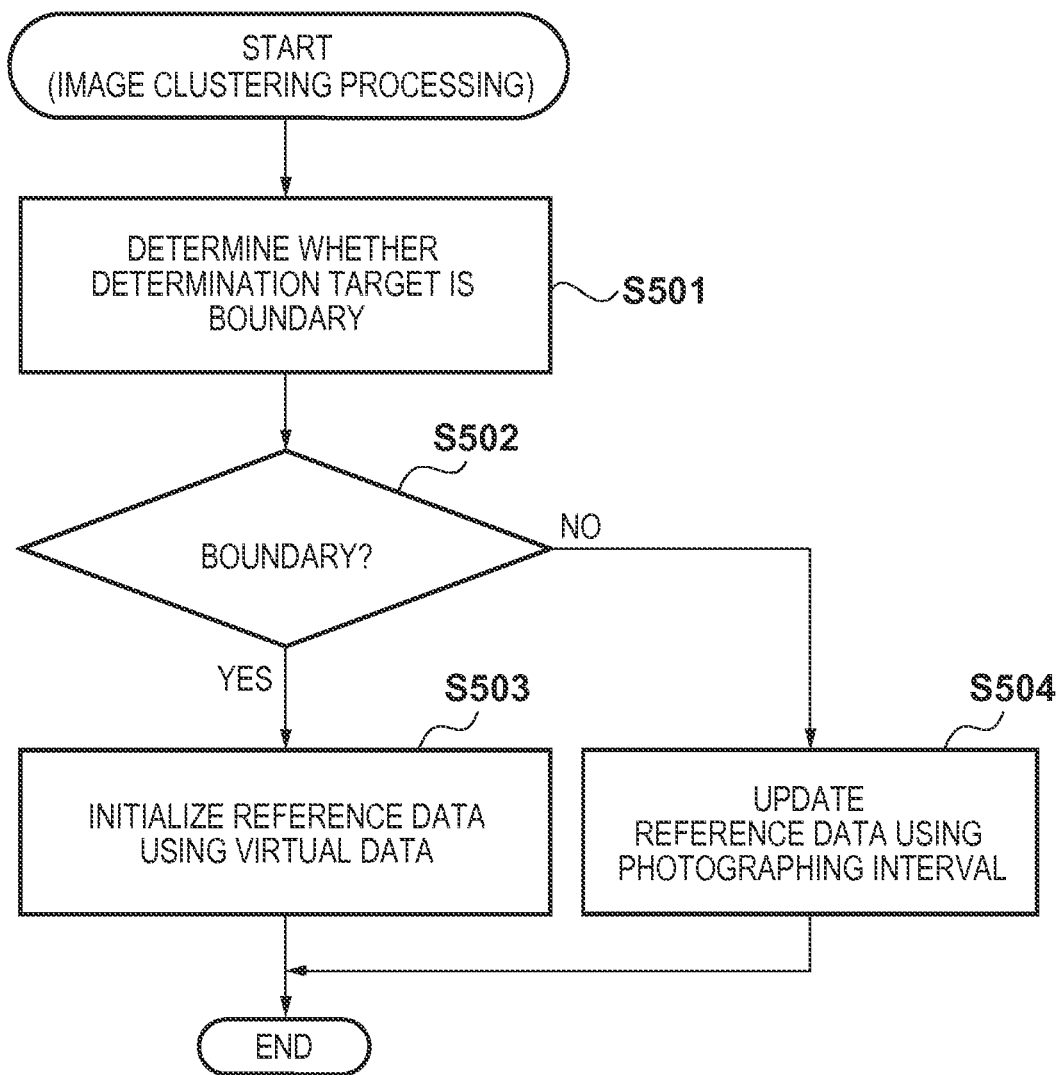 START
(IMAGE CLUSTERING PROCESSING)
DETERMINE WHETHER
DETERMINATION TARGET IS
BOUNDARY
S501
S502
BOUNDARY?
NO
YES
S503
INITIALIZE REFERENCE DATA
USING VIRTUAL DATA
S504
UPDATE
REFERENCE DATA USING
PHOTOGRAPHING INTERVAL
END